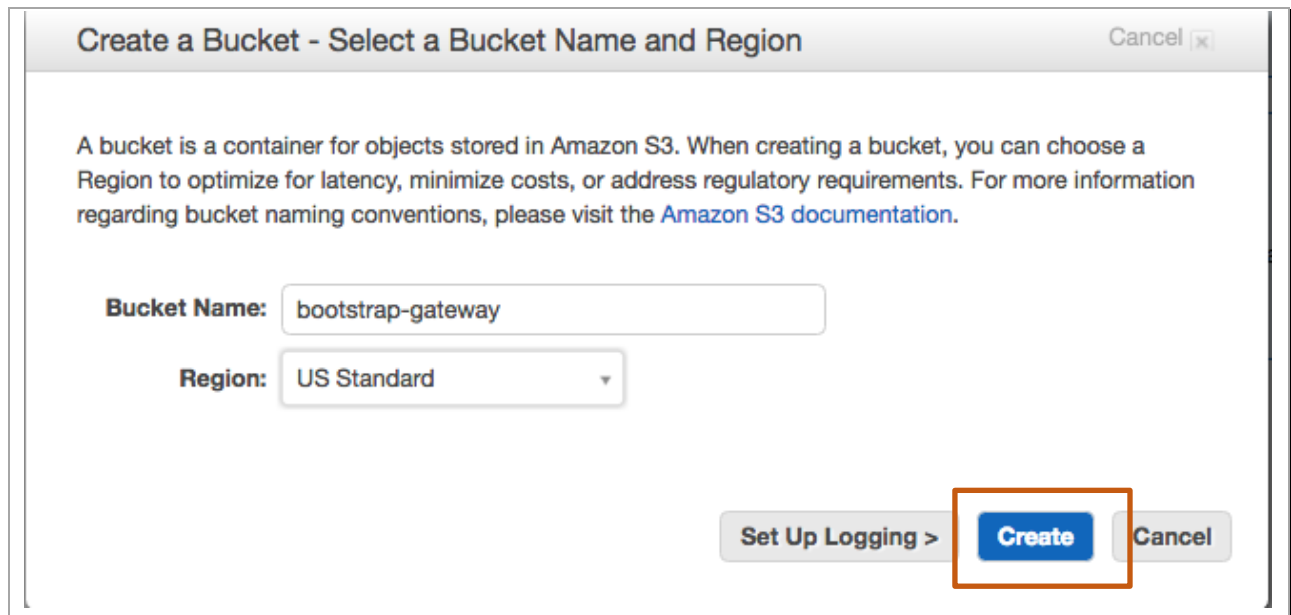 Create a Bucket - Select a Bucket Name and Region
Cancel x
A bucket is a container for objects stored in Amazon S3. When creating a bucket, you can choose a
Region to optimize for latency, minimize costs, or address regulatory requirements. For more information
regarding bucket naming conventions, please visit the Amazon S3 documentation.
Bucket Name: bootstrap-gateway
Region: US Standard
Set Up Logging > Create Cancel